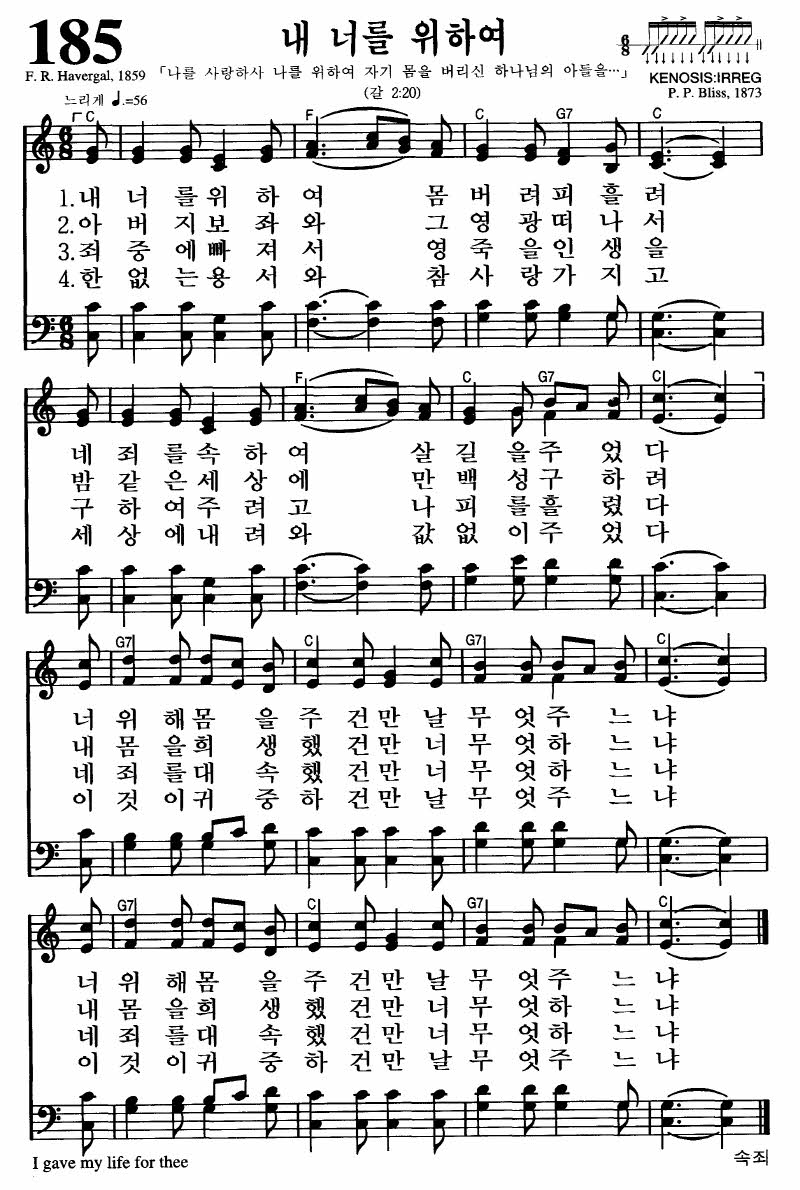 185
내 너를 위하여
6 8
F. R. Havergal, 1859
「나를 사랑하사 나를 위하여 자기 몸을 버리신 하나님의 아들을…」
KENOSIS:IRREG
느리게 ♩.=56
(갈 2:20)
P. P. Bliss, 1873
C F C G7 C
1.내 너 를위 하 여 몸 버 려피 흘 려
2.아 버 지보 좌 와 그 영 광떠 나 서
3.죄 중 에빠 져 서 영 죽 을인 생 을
4.한 없 는용 서 와 참 사 랑가 지 고
F C G7 C
네 죄 를속 하 여 살 길 을주 었 다
밤 같 은세 상 에 만 백 성구 하 려
구 하 여주 려 고 나 피 를흘 렸 다
세 상 에내 려 와 값 없 이주 었 다
G7 C G7 C
너 위 해몸 을 주 건 만 날 무 엇주 느 냐
내 몸 을희 생 했 건 만 너 무 엇하 느 냐
네 죄 를대 속 했 건 만 너 무 엇하 느 냐
이 것 이귀 중 하 건 만 날 무 엇주 느 냐
G7 C G7 C
너 위 해몸 을 주 건 만 날 무 엇주 느 냐
내 몸 을희 생 했 건 만 너 무 엇하 느 냐
네 죄 를대 속 했 건 만 너 무 엇하 느 냐
이 것 이귀 중 하 건 만 날 무 엇주 느 냐
I gave my life for thee
속죄